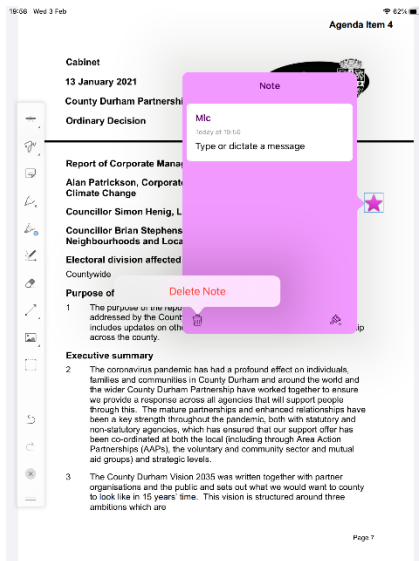 19:58 Wed 3 Feb
62%
Agenda Item 4
Cabinet
13 January 2021
County Durham Partnershi
Ordinary Decision
Note
Mlc
Today at 19:56
Type or dictate a message
Report of Corporate Mana
Alan Patrickson, Corporat
Climate Change
Councillor Simon Henig, L
Councillor Brian Stephens
Neighbourhoods and Loca
Electoral division affected
Countywide
Delete Note
Purpose of
1 The purpose of the
addressed by the Count
includes updates on oth
ip
across the county.
Executive summary
2 The coronavirus pandemic has had a profound effect on individuals,
families and communities in County Durham and around the world and
the wider County Durham Partnership have worked together to ensure
we provide a response across all agencies that will support people
through this. The mature partnerships and enhanced relationships have
been a key strength throughout the pandemic, both with statutory and
non-statutory agencies, which has ensured that our support offer has
been co-ordinated at both the local (including through Area Action
Partnerships (AAPs), the voluntary and community sector and mutual
aid groups) and strategic levels.
3 The County Durham Vision 2035 was written together with partner
organisations and the public and sets out what we would want to county
to look like in 15 years' time. This vision is structured around three
ambitions which are
Page 7